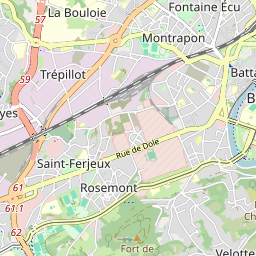 La Bouloie
Fontaine Écu
57
Montrapon
Trépillot
59
Batta
yes
B
Rue de Dole
Saint-Ferjeux
61
Rosemont
61.1
62
Fort de
Velotte